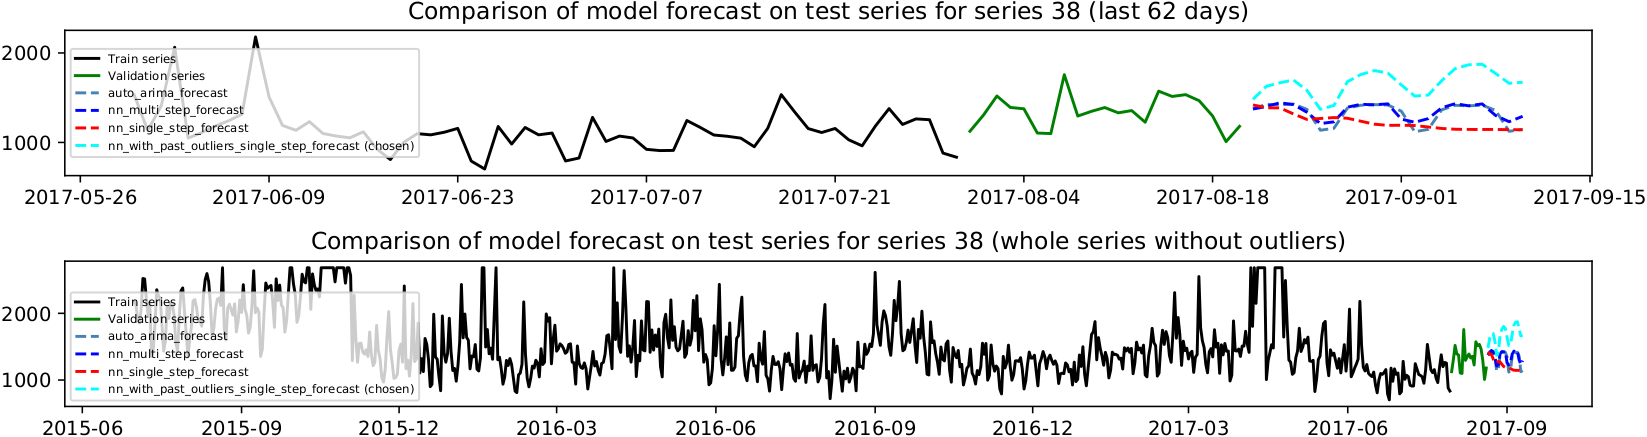 Comparison of model forecast on test series for series 38 (last 62 days)
2000
1000
Train series
Validation series
auto_arima_forecast
nn_multi_step_forecast
nn_single_step_forecast
nn_with_past_outliers_single_step_forecast (chosen)
2017-05-26 2017-06-09 2017-06-23 2017-07-07 2017-07-21 2017-08-04 2017-08-18 2017-09-01 2017-09-15
Comparison of model forecast on test series for series 38 (whole series without outliers)
2000
1000
Train series
Validation series
auto_arima_forecast
nn_multi_step_forecast
nn_single_step_forecast
nn_with_past_outliers_single_step_forecast (chosen)
2015-06 2015-09 2015-12 2016-03 2016-06 2016-09 2016-12 2017-03 2017-06 2017-09